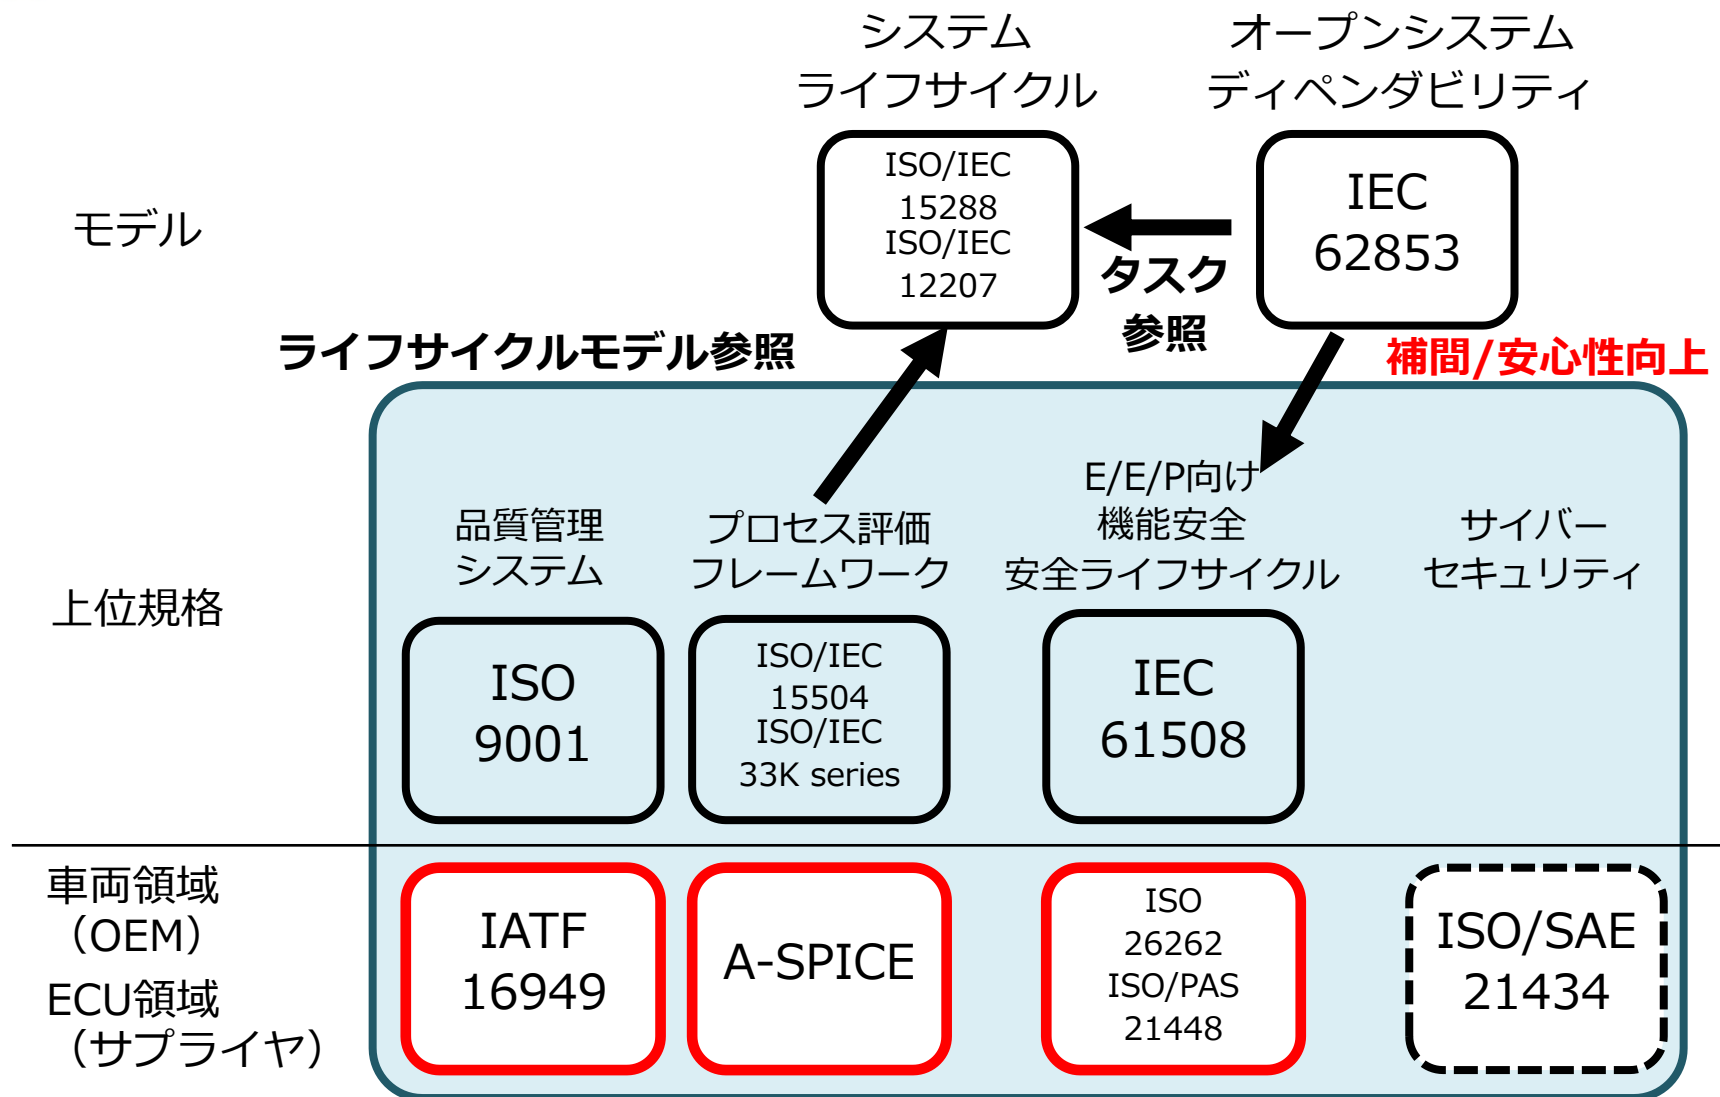 システム
ライフサイクル
オープンシステム
ディペンダビリティ
モデル
ISO/IEC
15288
ISO/IEC
12207
タスク
参照
IEC
62853
ライフサイクルモデル参照
補間/安心性向上
上位規格
品質管理
システム
プロセス評価
フレームワーク
E/E/P向け
機能安全
安全ライフサイクル
サイバー
セキュリティ
ISO
9001
ISO/IEC
15504
ISO/IEC
33K series
IEC
61508
車両領域
（OEM）
ECU領域
（サプライヤ）
IATF
16949
A-SPICE
ISO
26262
ISO/PAS
21448
ISO/SAE
21434